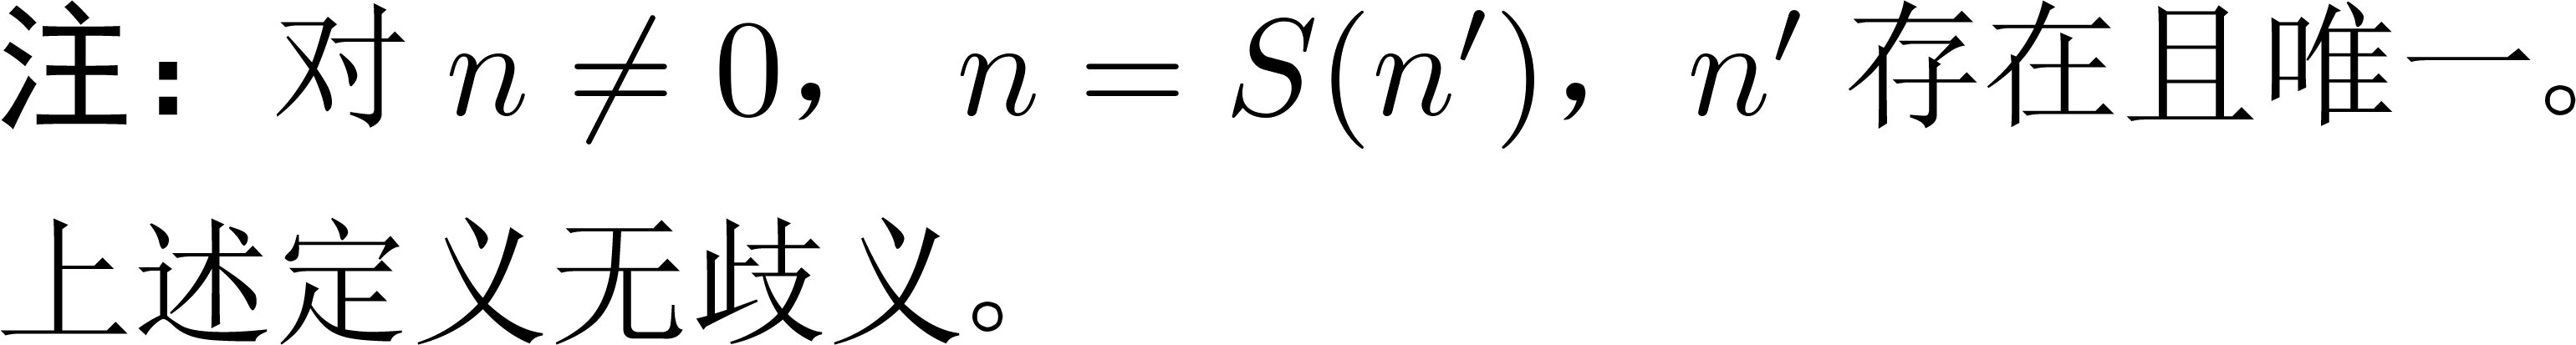 注：对 n ≠ 0， n = S(n′)， n′ 存在且唯一。
上述定义无歧义。